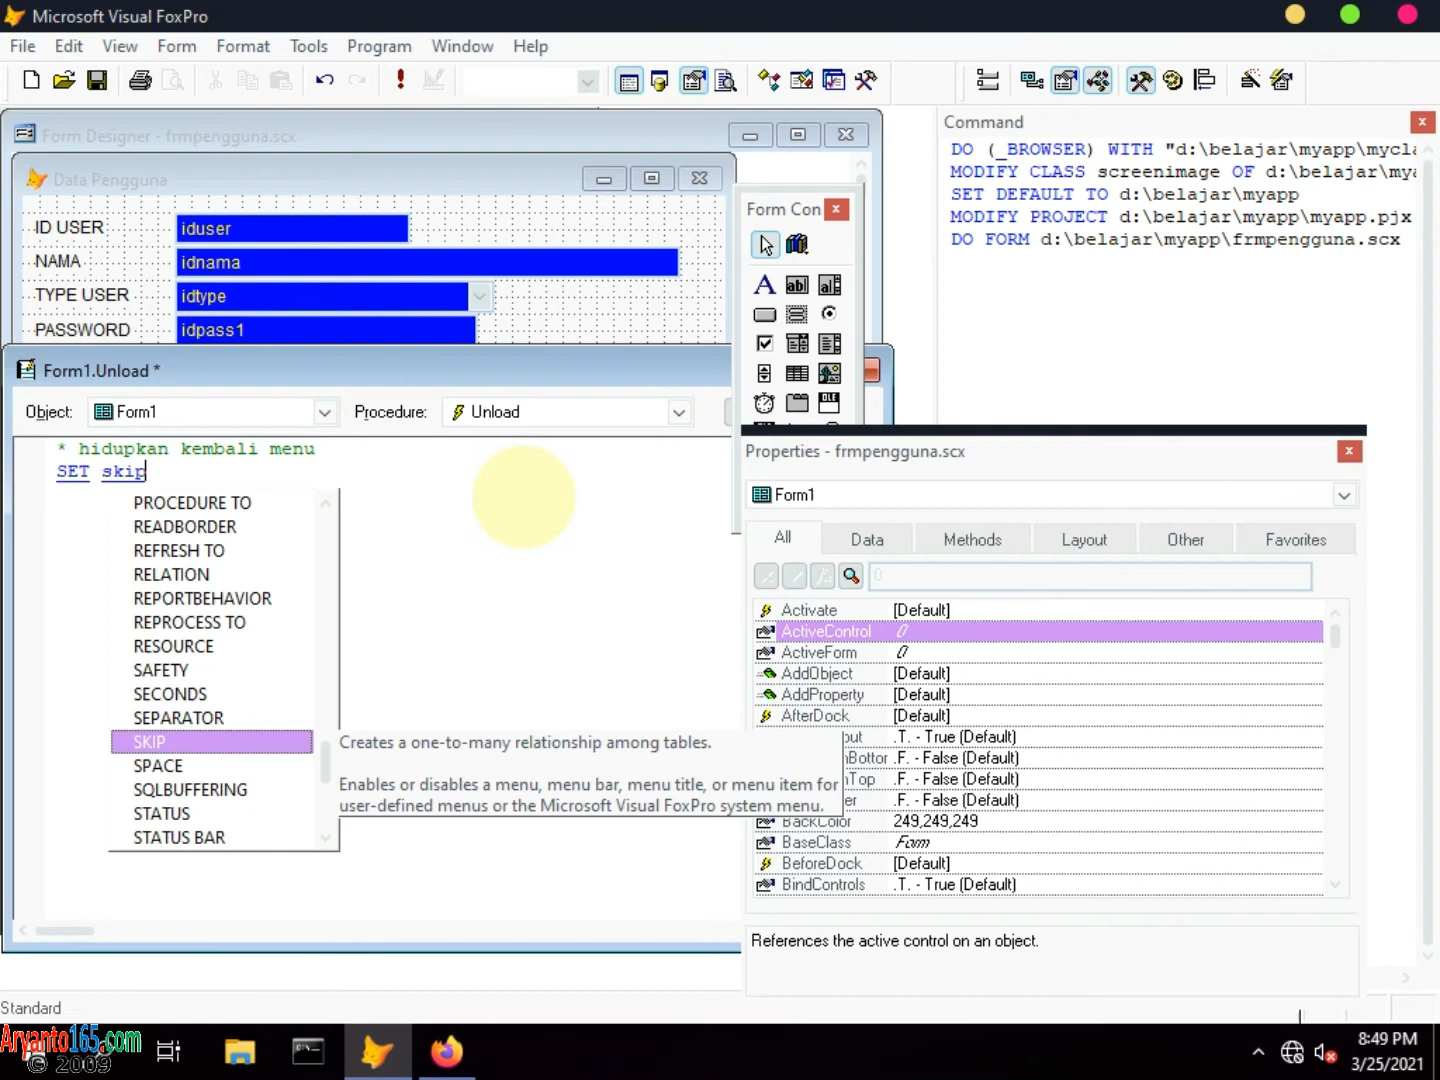 Microsoft Visual FoxPro
File Edit View Form Format Tools Program Window Help
Form Designer - frmpengguna.scx
Data Pengguna
ID USER iduser
NAMA idnama
TYPE USER idtype
PASSWORD idpass1
Form Con
Command
DO (_BROWSER) WITH "d:\belajar\myapp\mycla
MODIFY CLASS screenimage OF d:\belajar\my
SET DEFAULT TO d:\belajar\myapp
MODIFY PROJECT d:\belajar\myapp\myapp.pjx
DO FORM d:\belajar\myapp\frmpengguna.scx
Form1.Unload *
Object: Form1 Procedure: Unload
* hidupkan kembali menu
SET skip
PROCEDURE TO
READBORDER
REFRESH TO
RELATION
REPORTBEHAVIOR
REPROCESS TO
RESOURCE
SAFETY
SECONDS
SEPARATOR
SKIP
SPACE
SQLBUFFERING
STATUS
STATUS BAR
Creates a one-to-many relationship among tables.
Enables or disables a menu, menu bar, menu title, or menu item for
user-defined menus or the Microsoft Visual FoxPro system menu.
Properties - frmpengguna.scx
Form1
All Data Methods Layout Other Favorites
0
Activate [Default]
ActiveControl 0
ActiveForm 0
AddObject [Default]
AddProperty [Default]
AfterDock [Default]
put .T. - True (Default)
nBottor .F. - False (Default)
nTop .F. - False (Default)
er .F. - False (Default)
BackColor 249,249,249
BaseClass Form
BeforeDock [Default]
BindControls .T. - True (Default)
References the active control on an object.
Standard
Aryanto165.com
© 2009
8:49 PM
3/25/2021